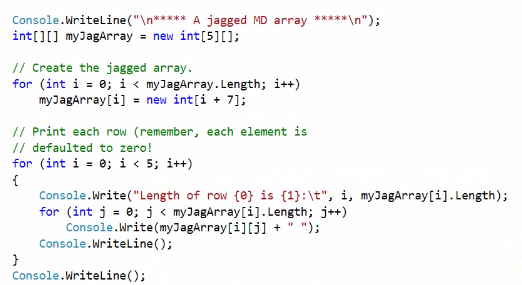 Console.WriteLine("\n***** A jagged MD array *****\n");
int[][] myJagArray = new int[5][];

// Create the jagged array.
for (int i = 0; i < myJagArray.Length; i++)
    myJagArray[i] = new int[i + 7];

// Print each row (remember, each element is
// defaulted to zero!
for (int i = 0; i < 5; i++)
{
    Console.Write("Length of row {0} is {1}:\t", i, myJagArray[i].Length);
    for (int j = 0; j < myJagArray[i].Length; j++)
        Console.Write(myJagArray[i][j] + " ");
    Console.WriteLine();
}
Console.WriteLine();